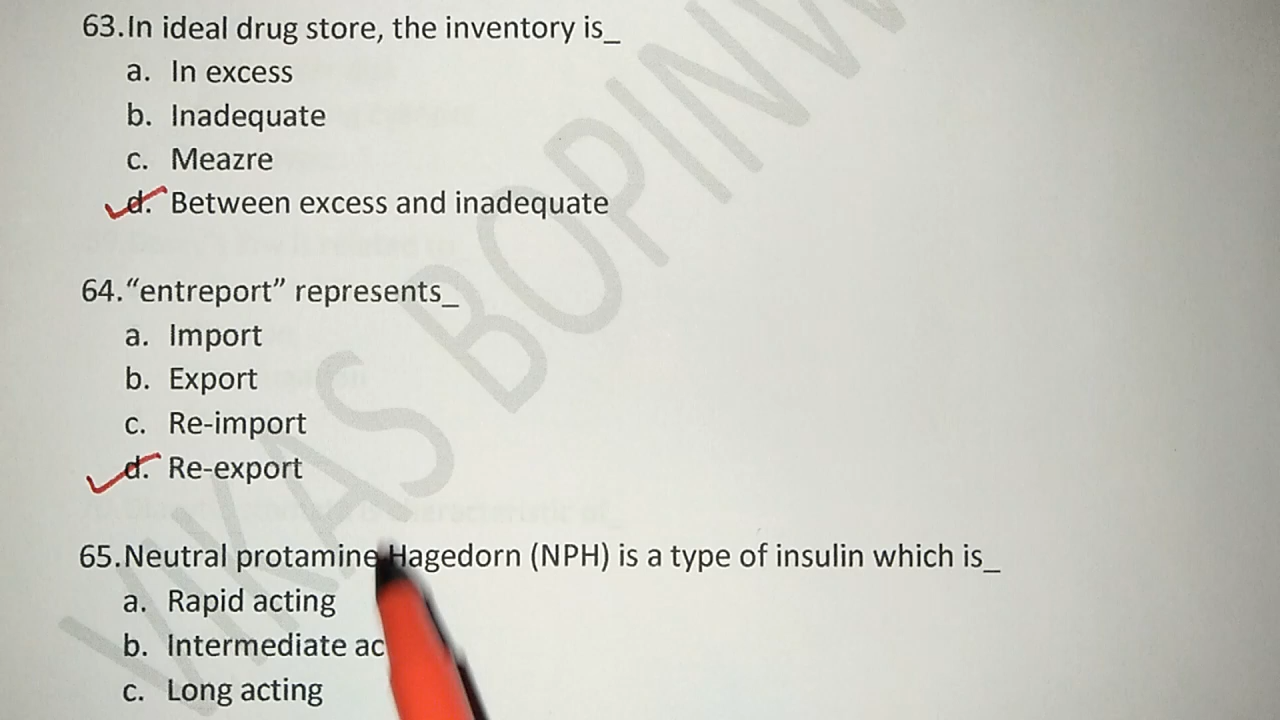 63.In ideal drug store, the inventory is_
a. In excess
b. Inadequate
c. Meazre
d. Between excess and inadequate
64."entreport" represents_
a. Import
b. Export
c. Re-import
d. Re-export
65.Neutral protamine Hagedorn (NPH) is a type of insulin which is_
a. Rapid acting
b. Intermediate ac
c. Long acting
VIKAS BOPINW